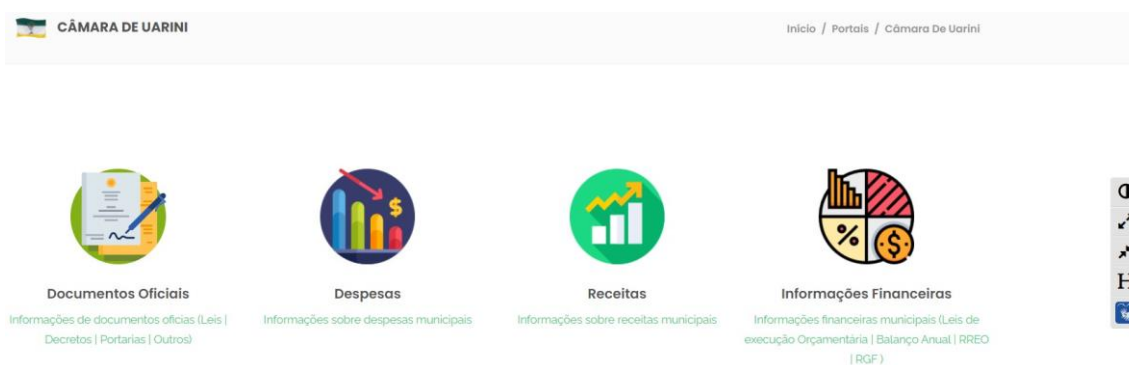 CÂMARA DE UARINI
Início / Portais / Câmara De Uarini
Documentos Oficiais
Informações de documentos oficias (Leis |
Decretos | Portarias | Outros)
Despesas
Informações sobre despesas municipais
Receitas
Informações sobre receitas municipais
Informações Financeiras
Informações financeiras municipais (Leis de
execução Orçamentária | Balanço Anual | RREO
| RGF )
H